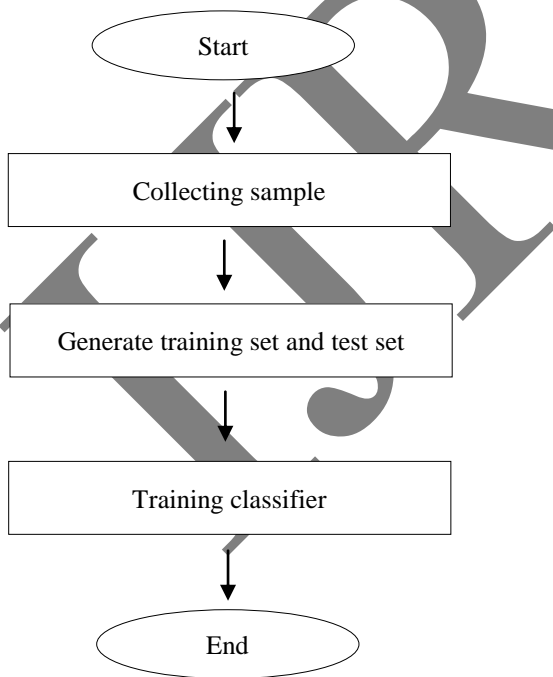 Start
Collecting sample
Generate training set and test set
Training classifier
End